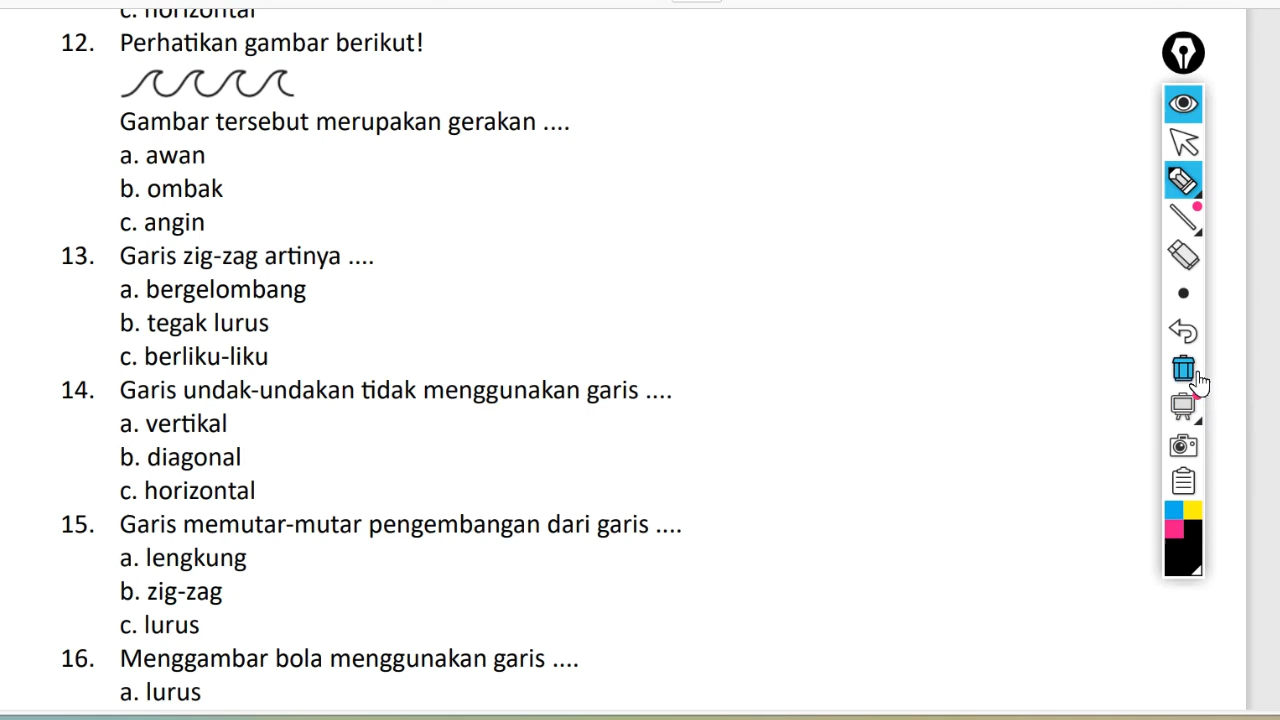 c. horizontal
12. Perhatikan gambar berikut!
Gambar tersebut merupakan gerakan ....
a. awan
b. ombak
c. angin
13. Garis zig-zag artinya ....
a. bergelombang
b. tegak lurus
c. berliku-liku
14. Garis undak-undakan tidak menggunakan garis ....
a. vertikal
b. diagonal
c. horizontal
15. Garis memutar-mutar pengembangan dari garis ....
a. lengkung
b. zig-zag
c. lurus
16. Menggambar bola menggunakan garis ....
a. lurus